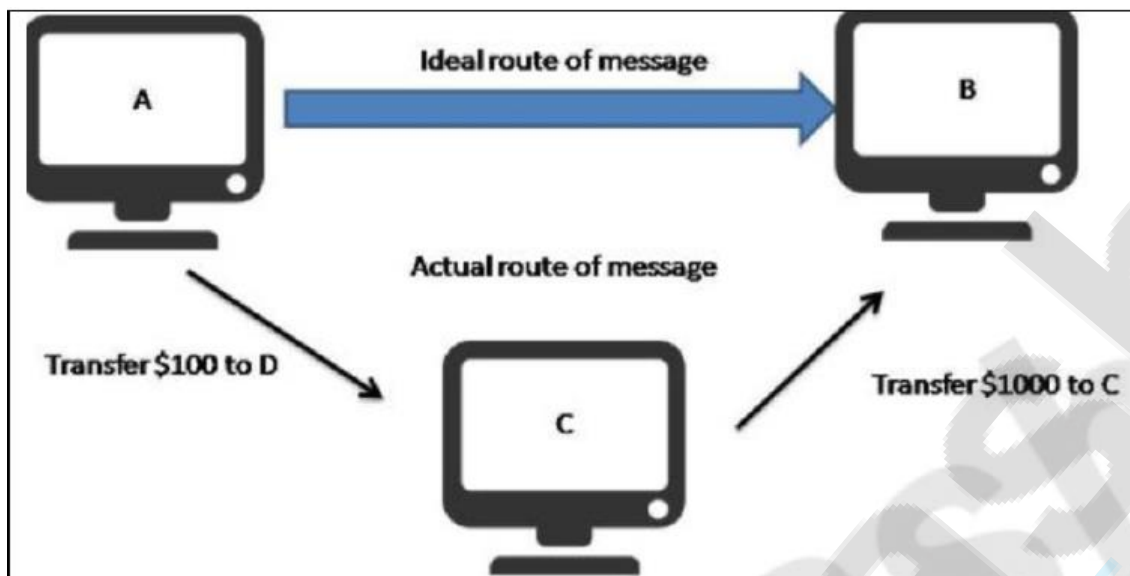 Ideal route of message
A
B
Actual route of message
Transfer $100 to D
Transfer $1000 to C
C